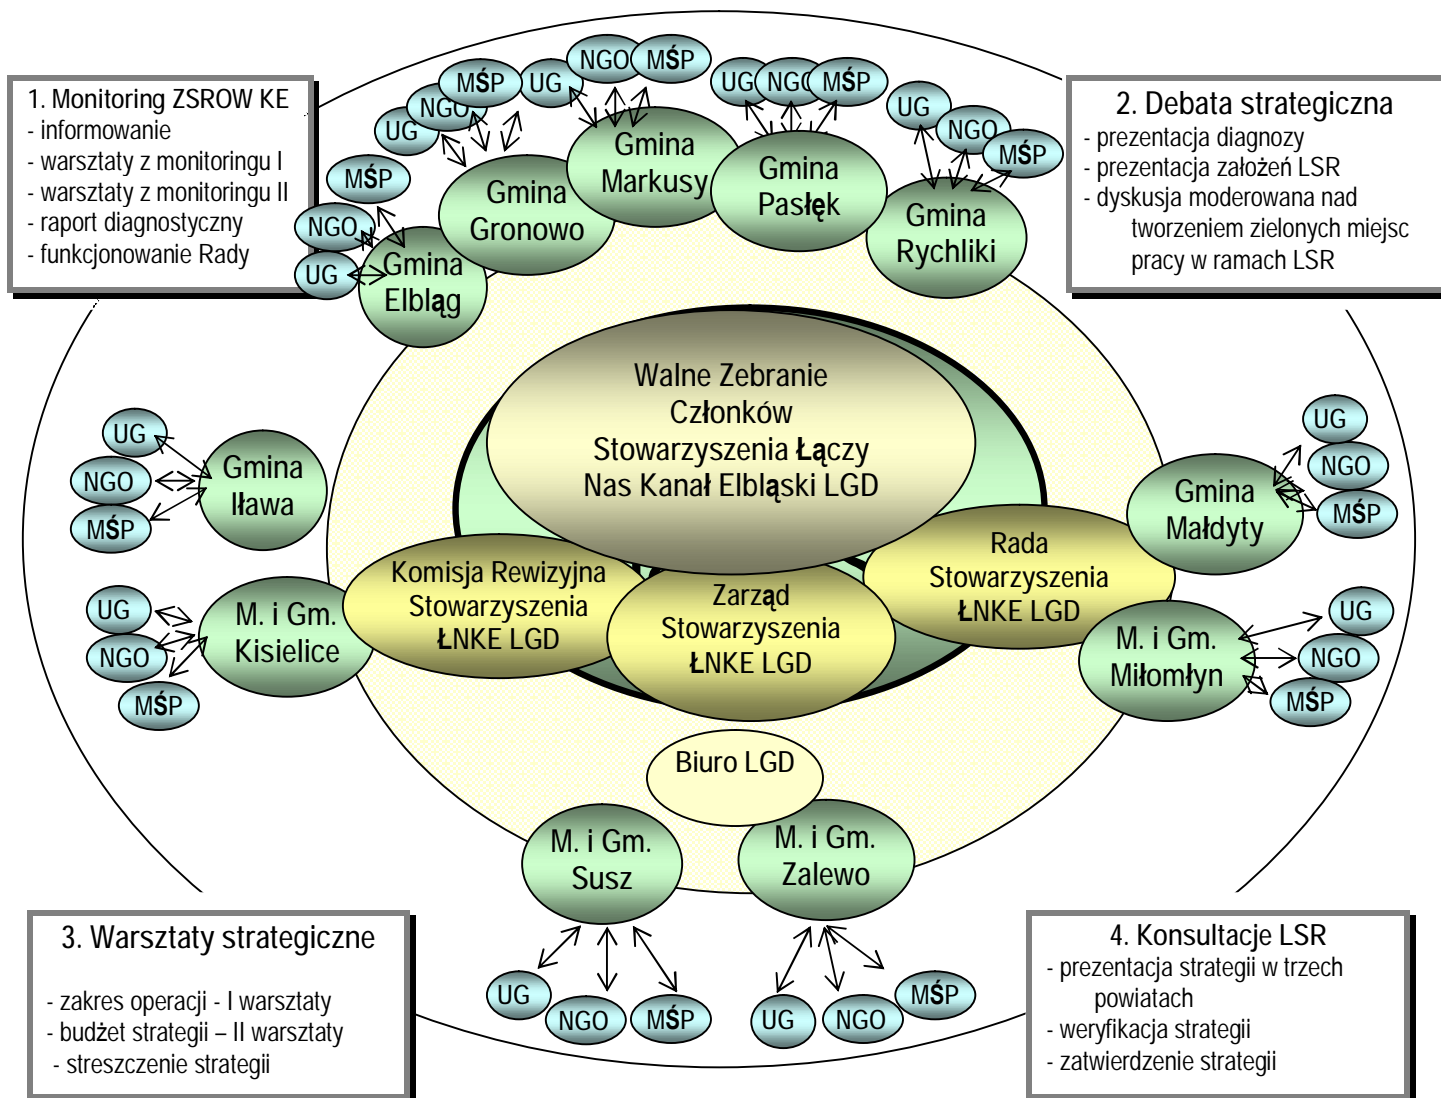 1. Monitoring ZSROW KE
- informowanie
- warsztaty z monitoringu I
- warsztaty z monitoringu II
- raport diagnostyczny
- funkcjonowanie Rady
2. Debata strategiczna
- prezentacja diagnozy
- prezentacja założeń LSR
- dyskusja moderowana nad
tworzeniem zielonych miejsc
pracy w ramach LSR
UG
NGO
MŚP
Gmina
Elbląg
UG
NGO
MŚP
Gmina
Gronowo
UG
NGO
MŚP
Gmina
Markusy
UG
NGO
MŚP
Gmina
Pasłęk
UG
NGO
MŚP
Gmina
Rychliki
Walne Zebranie
Członków
Stowarzyszenia Łączy
Nas Kanał Elbląski LGD
UG
NGO
MŚP
Gmina
Iława
UG
NGO
MŚP
Gmina
Małdyty
Komisja Rewizyjna
Stowarzyszenia
ŁNKE LGD
Zarząd
Stowarzyszenia
ŁNKE LGD
Rada
Stowarzyszenia
ŁNKE LGD
UG
NGO
MŚP
M. i Gm.
Kisielice
UG
NGO
MŚP
M. i Gm.
Miłomłyn
Biuro LGD
M. i Gm.
Susz
UG
NGO
MŚP
M. i Gm.
Zalewo
UG
NGO
MŚP
3. Warsztaty strategiczne
- zakres operacji - I warsztaty
- budżet strategii – II warsztaty
- streszczenie strategii
4. Konsultacje LSR
- prezentacja strategii w trzech
powiatach
- weryfikacja strategii
- zatwierdzenie strategii